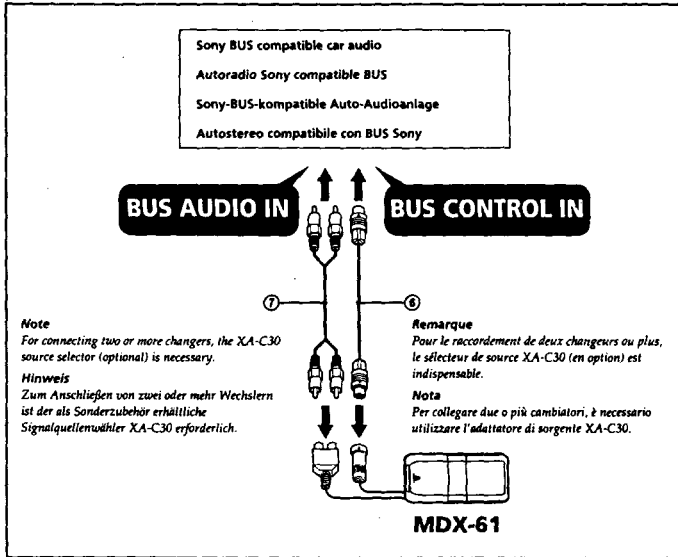 Sony BUS compatible car audio
Autoradio Sony compatible BUS
Sony-BUS-kompatible Auto-Audioanlage
Autostereo compatibile con BUS Sony
BUS AUDIO IN
BUS CONTROL IN
⑦
⑥
Note
For connecting two or more changers, the XA-C30
source selector (optional) is necessary.
Hinweis
Zum Anschließen von zwei oder mehr Wechslern
ist der als Sonderzubehör erhältliche
Signalquellenwähler XA-C30 erforderlich.
Remarque
Pour le raccordement de deux changeurs ou plus,
le sélecteur de source XA-C30 (en option) est
indispensable.
Nota
Per collegare due o più cambiatori, è necessario
utilizzare l'adattatore di sorgente XA-C30.
MDX-61